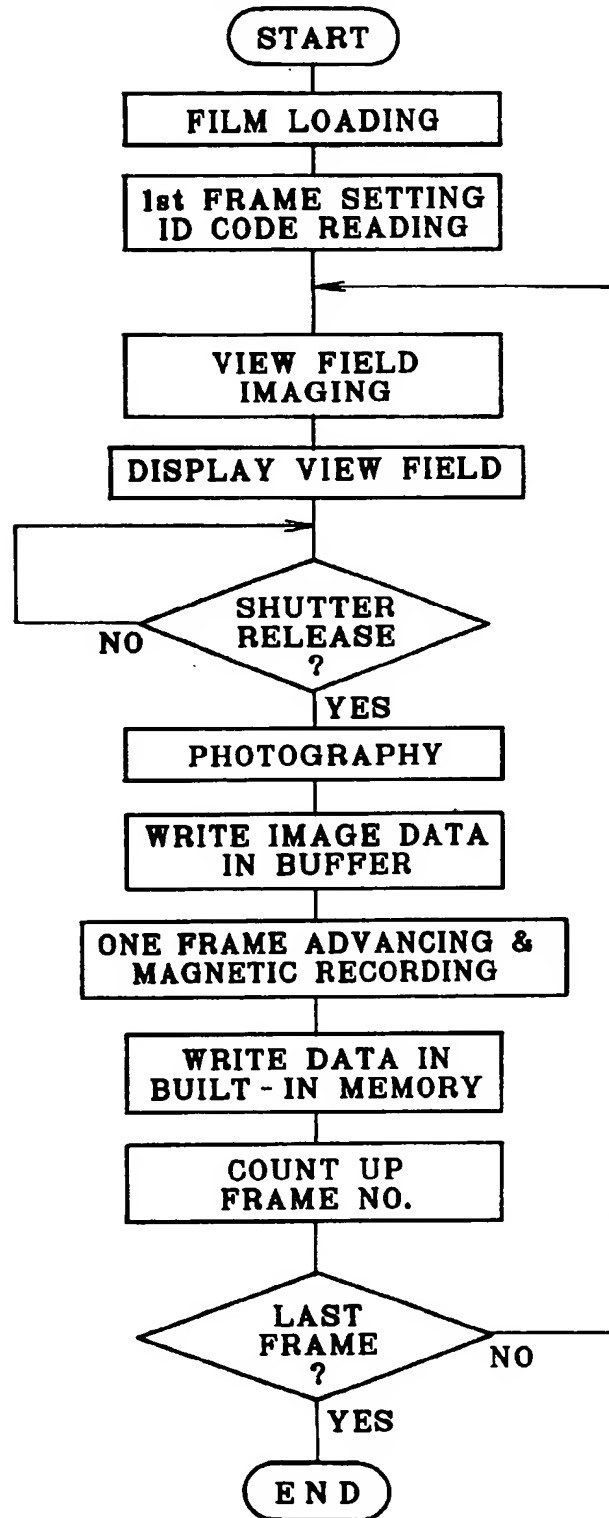 START
FILM LOADING
1st FRAME SETTING
ID CODE READING
VIEW FIELD
IMAGING
DISPLAY VIEW FIELD
SHUTTER
RELEASE
?
NO
YES
PHOTOGRAPHY
WRITE IMAGE DATA
IN BUFFER
ONE FRAME ADVANCING &
MAGNETIC RECORDING
WRITE DATA IN
BUILT-IN MEMORY
COUNT UP
FRAME NO.
LAST
FRAME
?
NO
YES
END